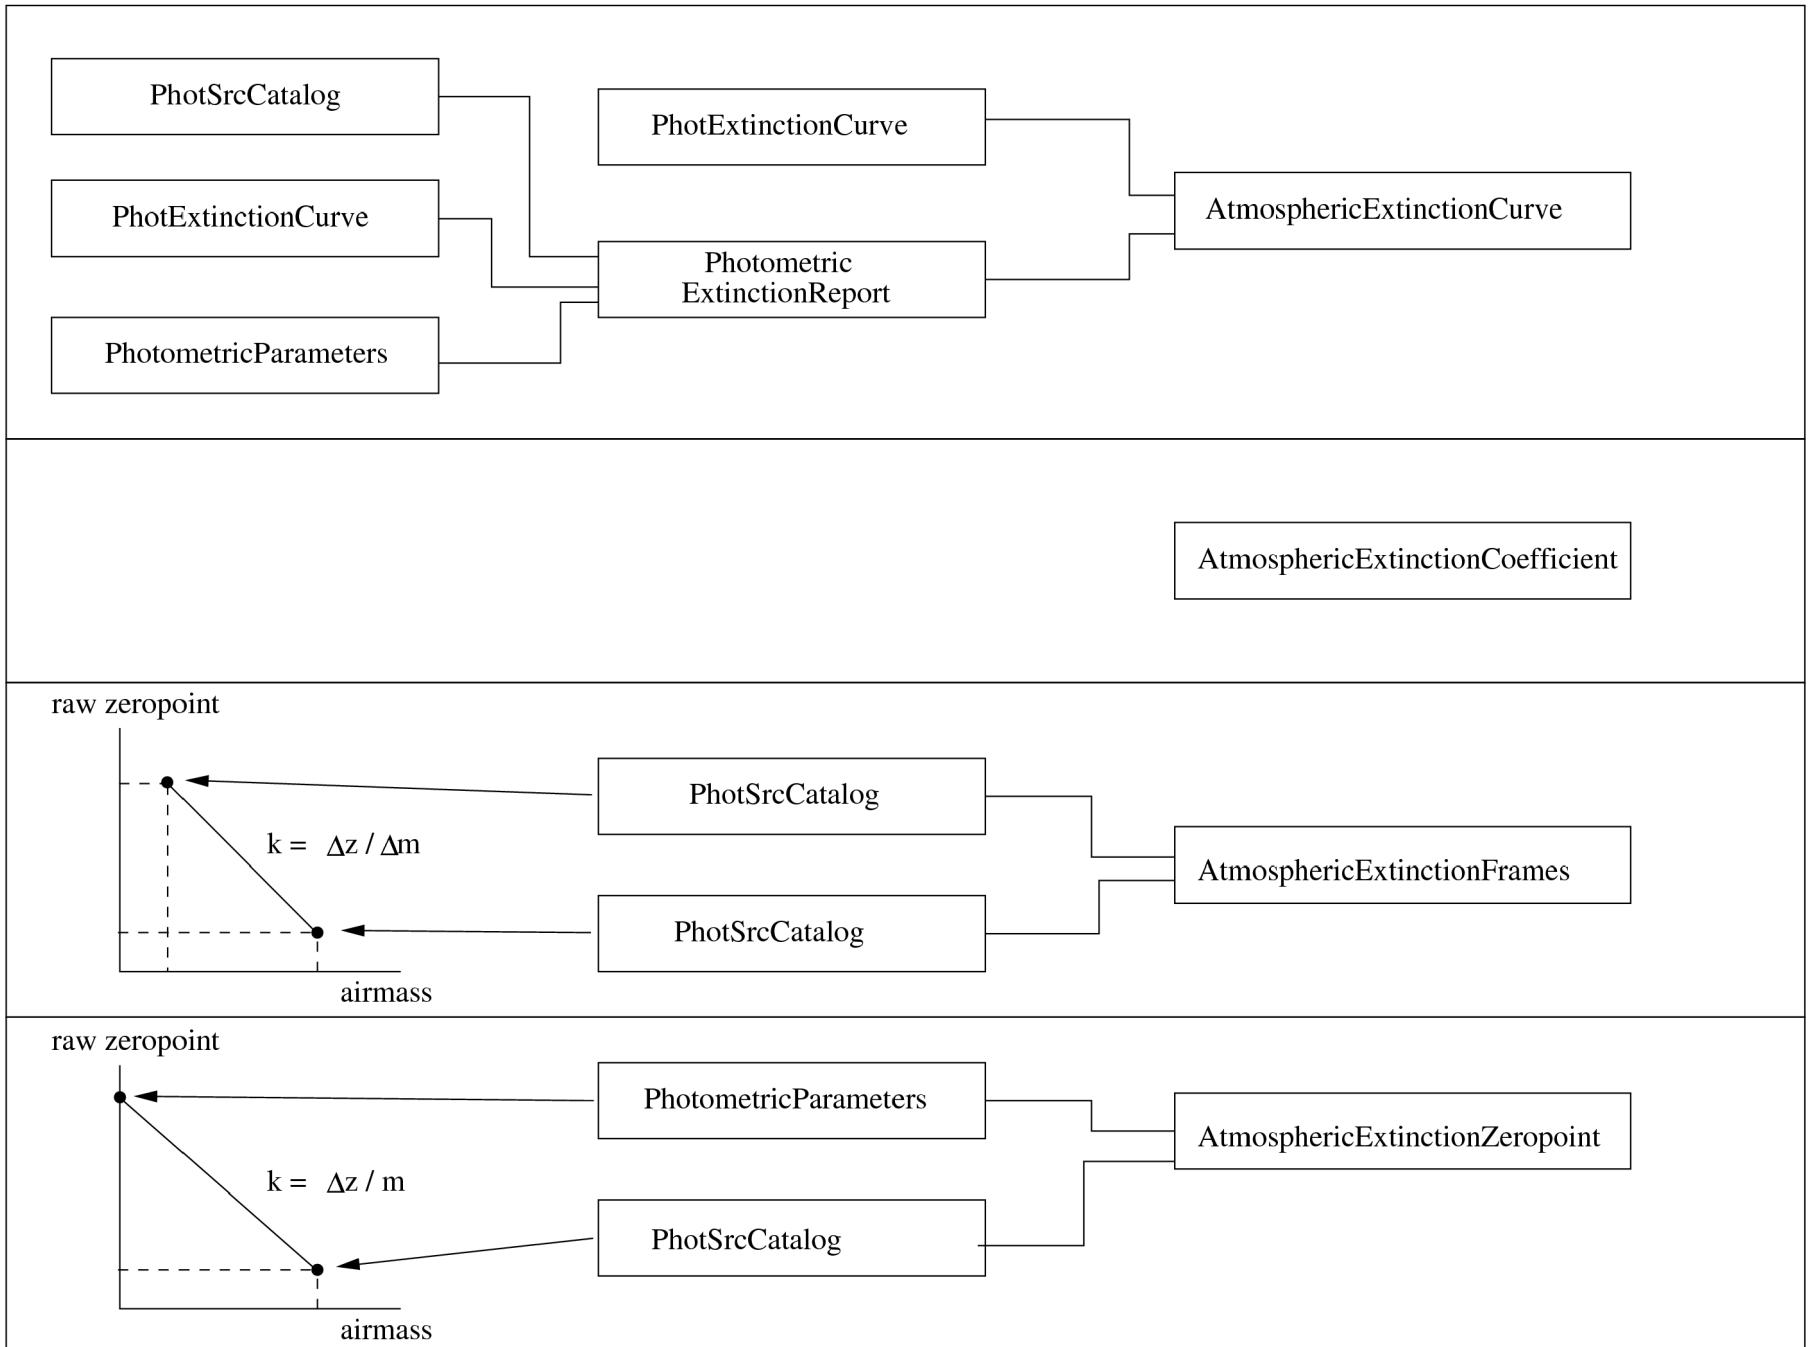 PhotSrcCatalog
PhotExtinctionCurve
PhotExtinctionCurve
AtmosphericExtinctionCurve
Photometric
ExtinctionReport
PhotometricParameters
AtmosphericExtinctionCoefficient
raw zeropoint
PhotSrcCatalog
k = Δz / Δm
AtmosphericExtinctionFrames
PhotSrcCatalog
airmass
raw zeropoint
PhotometricParameters
AtmosphericExtinctionZeropoint
k = Δz / m
PhotSrcCatalog
airmass